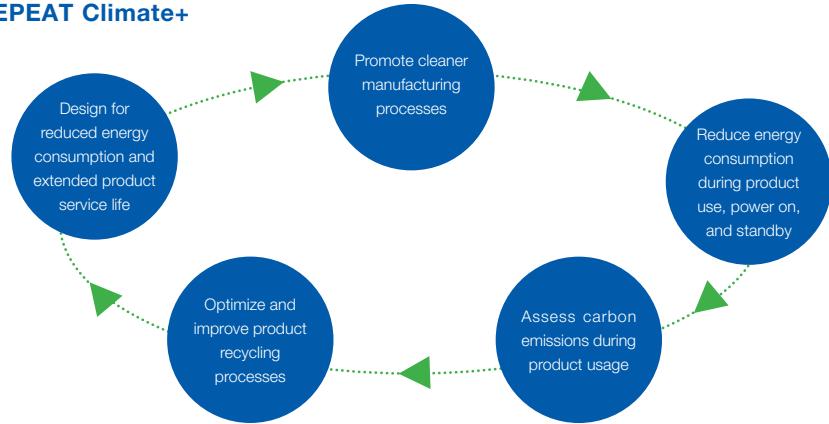 EPEAT Climate+
Promote cleaner
manufacturing
processes
Design for
reduced energy
consumption and
extended product
service life
Reduce energy
consumption
during product
use, power on,
and standby
Assess carbon
emissions during
product usage
Optimize and
improve product
recycling
processes